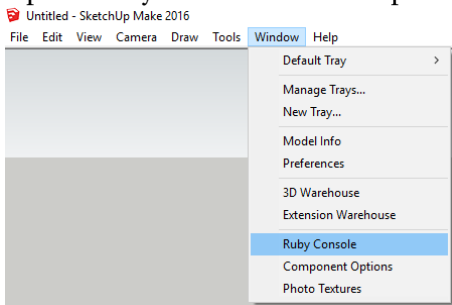 Untitled - SketchUp Make 2016
File Edit View Camera Draw Tools Window Help
Default Tray >
Manage Trays...
New Tray...
Model Info
Preferences
3D Warehouse
Extension Warehouse
Ruby Console
Component Options
Photo Textures